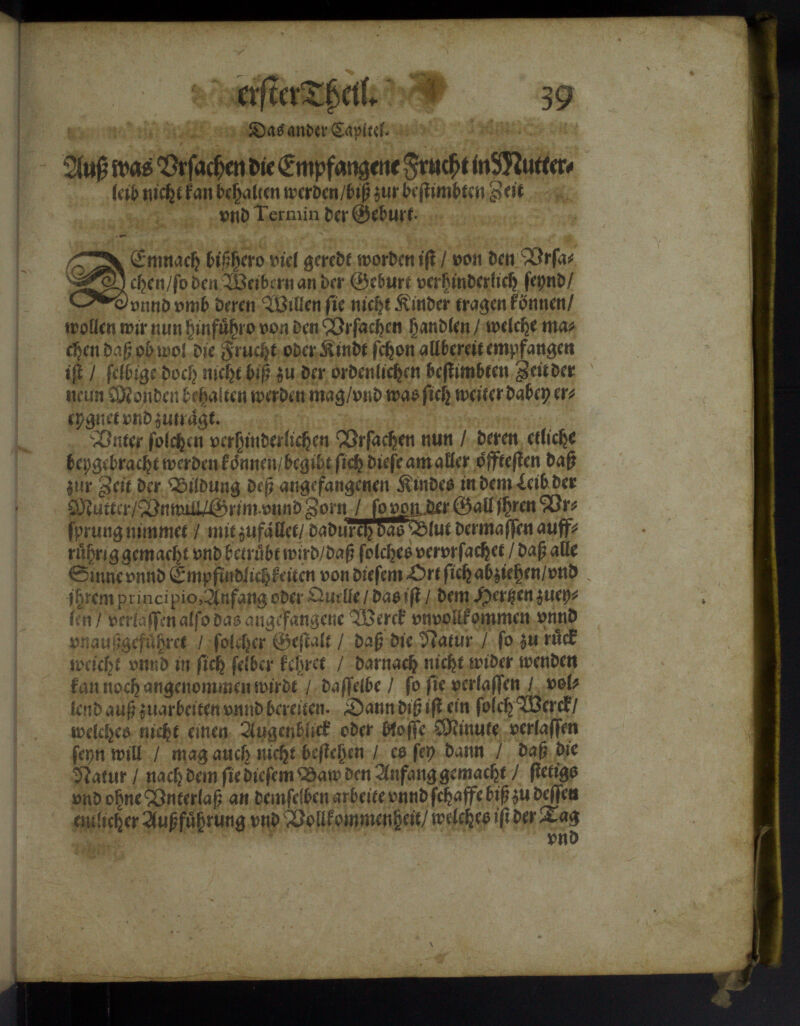 ersterTheil. 39
Das ander Capitel.
Auß was Vrsachen die Empfangene Frucht in Mutter-
leib nicht kan behalten werden/biß zur bestimbten Zeit
vnd Termin der Geburt.
DEmnach bißhero viel geredt worden ist / von den Vrsa-
chen/so den Weibern an der Geburt verhinderlich seynd/
vnnd vmb deren Willen sie nicht Kinder tragen können/
wollen wir nun hinführo von den Vrsachen handlen / welche ma-
chen daß ob wol die Frucht oder Kindt schon allbereit empfangen
ist / selbige doch nicht biß zu der ordenlichen bestimbten Zeit der
neun Monden behalten werden mag/vnd was sich weiter dabey er-
eygnet vnd zuträgt.
Vnter solchen verhinderlichen Vrsachen nun / deren etliche
beygebracht werden können/begibt sich diese am aller öfftesten daß
zur Zeit der Bildung deß angefangenen Kindes in dem Leib der
Mutter/Vnwill/Grim vnnd Zorn / so von der Gall ihren Vr-
sprung nimmet / mit zufället/ dadurch das Blut dermassen auff-
rührig gemacht vnd betrübt wird/daß solches vervrsachet / daß alle
Sinne vnnd Empfindlichkeiten von diesem Ort sich abziehen/vnd
ihrem principio, Anfang oder Quelle / das ist / dem Hertzen zuey-
len / verlassen also das angefangene Werck vnvollkommen vnnd
vnaußgeführet / solcher Gestalt / daß die Natur / so zu rück
weicht vnnd in sich selber kehret / darnach nicht wider wenden
kan noch angenommen wirdt / dasselbe / so sie verlassen / vol-
lend auß zuarbeiten vnnd bereiten. Dann diß ist ein solch Werck/
welches nicht einen Augenblick oder blosse Minute verlassen
seyn will / mag auch nicht bestehen / es sey dann / daß die
Natur / nach dem sie diesem Baw den Anfang gemacht / stetigs
vnd ohne Vnterlaß an demselben arbeite vnnd schaffe biß zu dessen
entlicher Außführung vnd Vollkommenheit/ welches ist der Tag
vnd